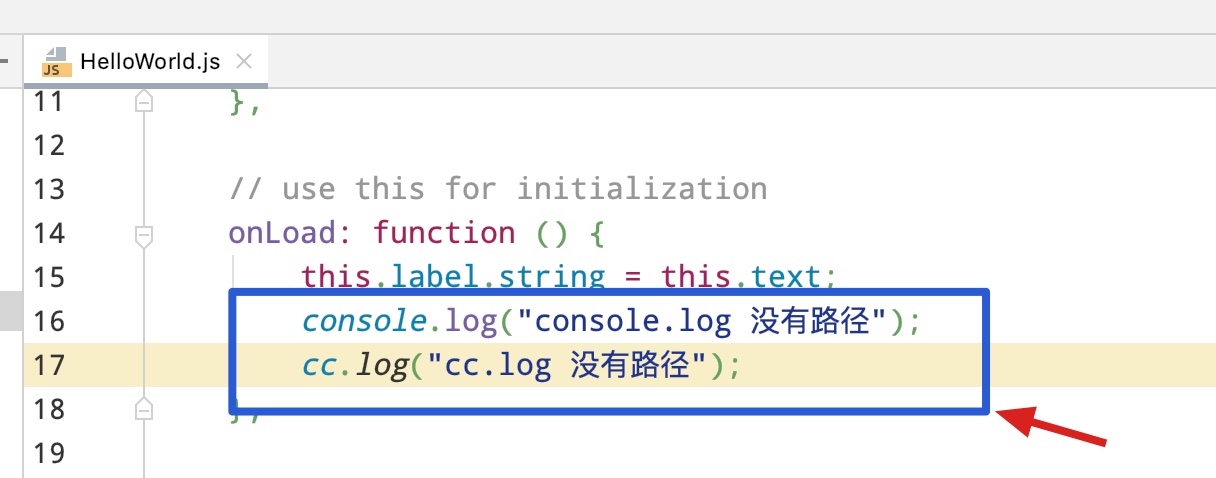 JS HelloWorld.js
11 },
12
13 // use this for initialization
14 onLoad: function () {
15 this.label.string = this.text;
16 console.log("console.log 没有路径");
17 cc.log("cc.log 没有路径");
18 },
19